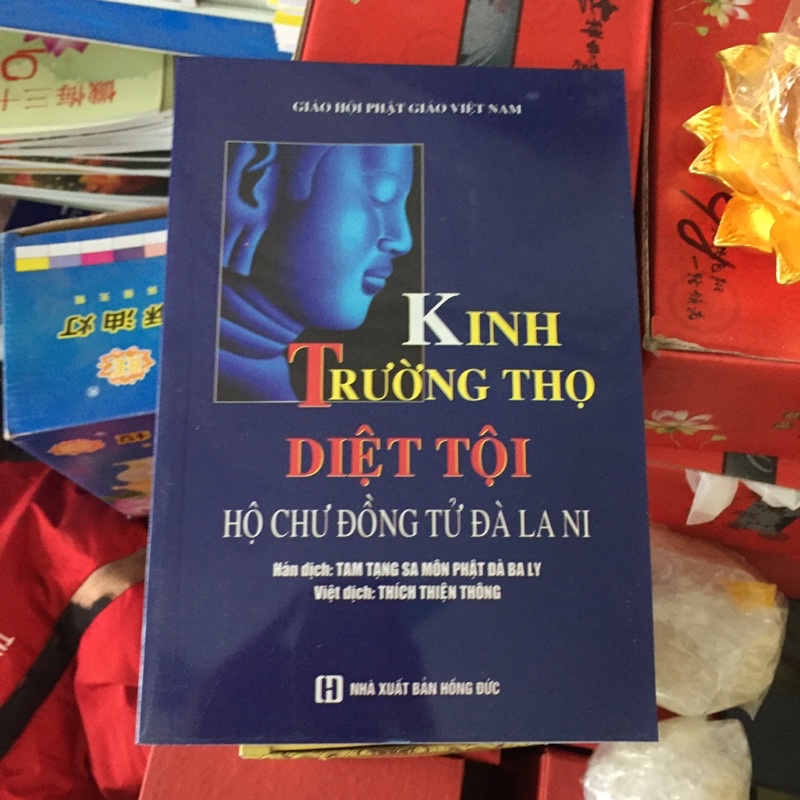 GIÁO HỘI PHẬT GIÁO VIỆT NAM
KINH
TRƯỜNG THỌ
DIỆT TỘI
HỘ CHƯ ĐỒNG TỬ ĐÀ LA NI
Hán dịch: TAM TẠNG SA MÔN PHẬT ĐÀ BA LY
Việt dịch: THÍCH THIỆN THÔNG
NHÀ XUẤT BẢN HỒNG ĐỨC
油灯